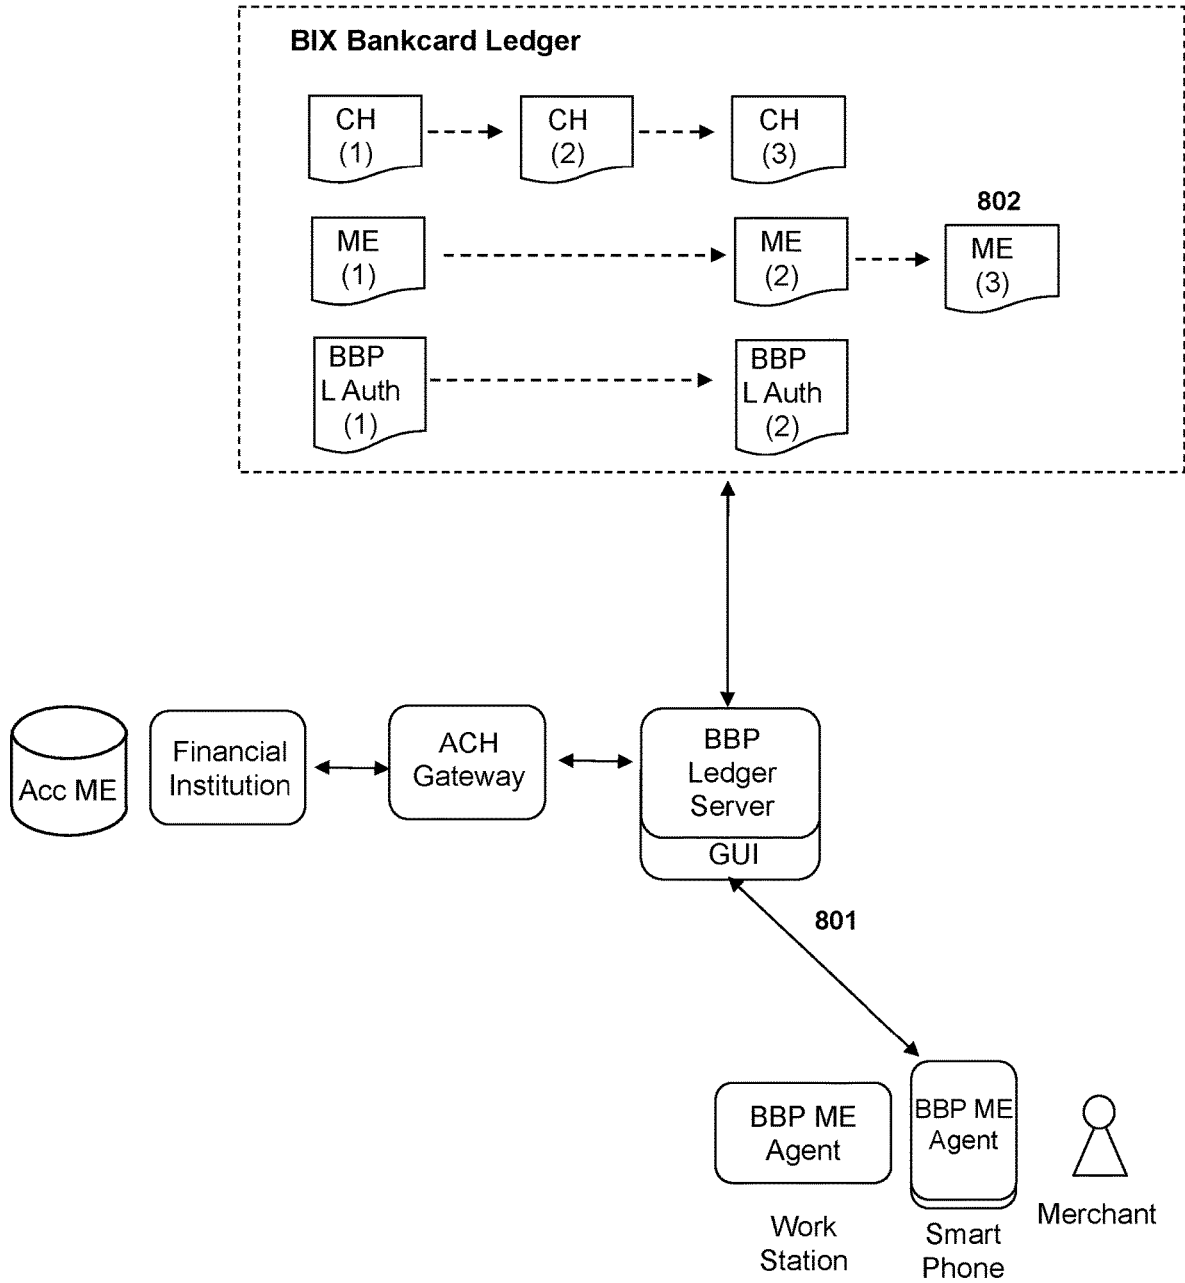 BIX Bankcard Ledger
CH
(1)
CH
(2)
CH
(3)
802
ME
(1)
ME
(2)
ME
(3)
BBP
L Auth
(1)
BBP
L Auth
(2)
Acc ME
Financial
Institution
ACH
Gateway
BBP
Ledger
Server
GUI
801
BBP ME
Agent
Work
Station
BBP ME
Agent
Smart
Phone
Merchant